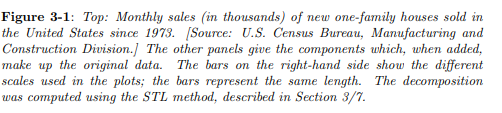 Figure 3-1: Top: Monthly sales (in thousands) of new one-family houses sold in
the United States since 1973. [Source: U.S. Census Bureau, Manufacturing and
Construction Division.] The other panels give the components which, when added,
make up the original data. The bars on the right-hand side show the different
scales used in the plots; the bars represent the same length. The decomposition
was computed using the STL method, described in Section 3/7.